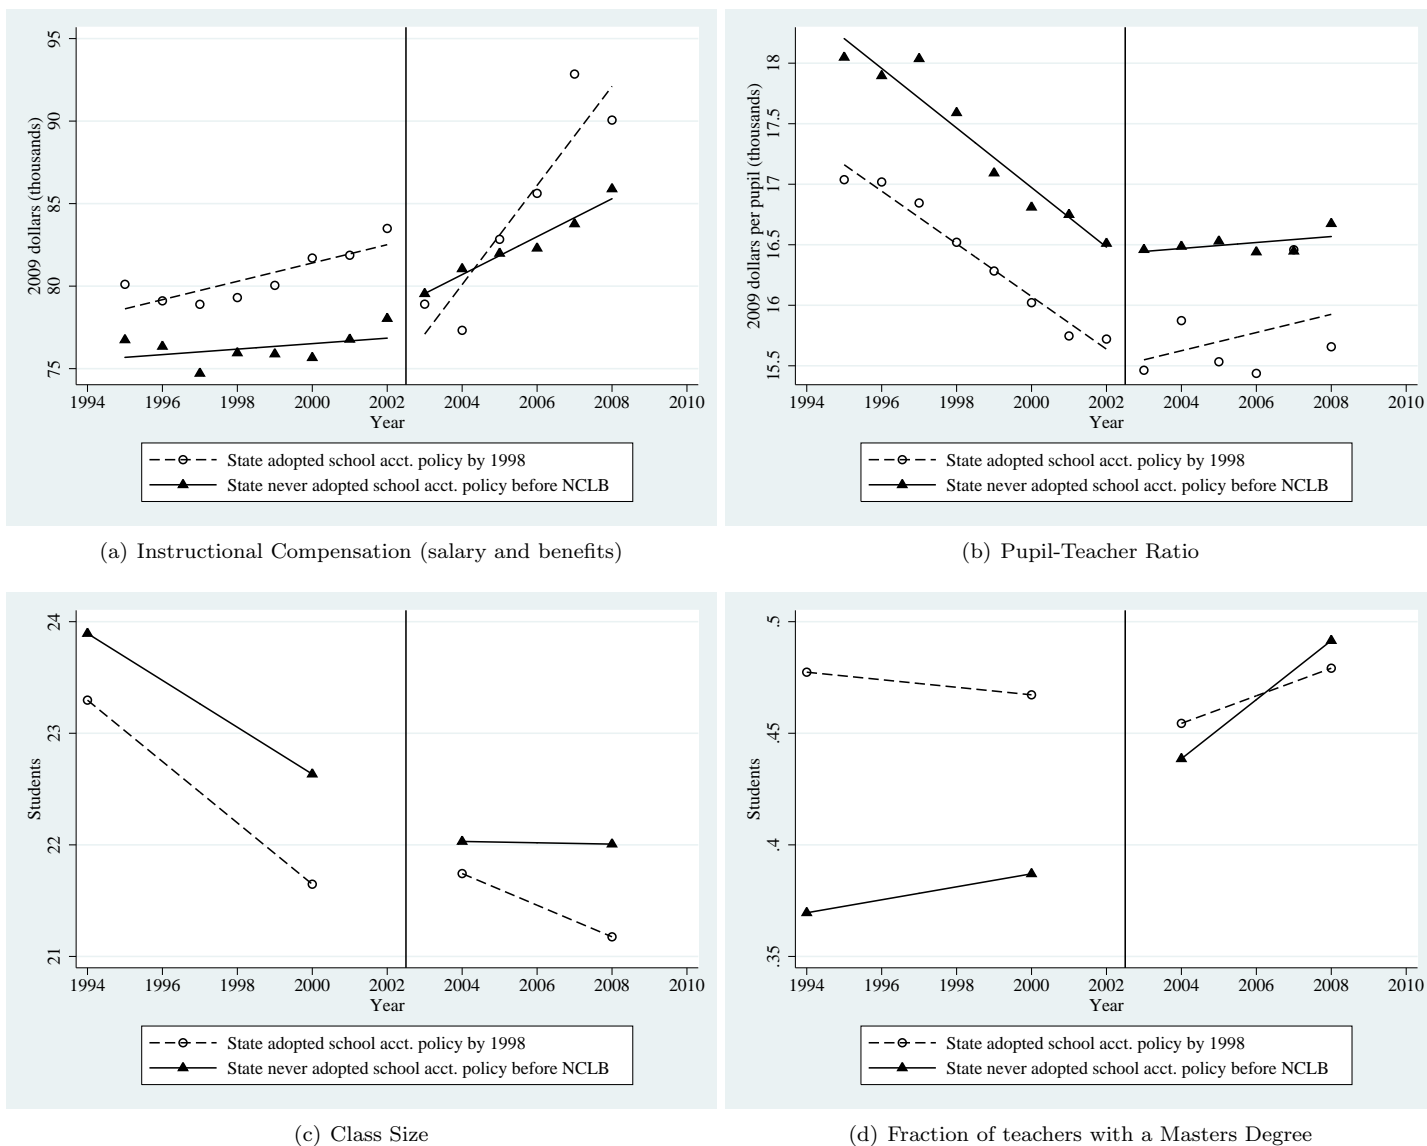 2009 dollars (thousands)
95
90
85
80
75
1994 1996 1998 2000 2002 2004 2006 2008 2010
Year
State adopted school acct. policy by 1998
State never adopted school acct. policy before NCLB
(a) Instructional Compensation (salary and benefits)
2009 dollars per pupil (thousands)
18
17.5
17
16.5
16
15.5
1994 1996 1998 2000 2002 2004 2006 2008 2010
Year
State adopted school acct. policy by 1998
State never adopted school acct. policy before NCLB
(b) Pupil-Teacher Ratio
Students
24
23
22
21
1994 1996 1998 2000 2002 2004 2006 2008 2010
Year
State adopted school acct. policy by 1998
State never adopted school acct. policy before NCLB
(c) Class Size
Students
.5
.45
.4
.35
1994 1996 1998 2000 2002 2004 2006 2008 2010
Year
State adopted school acct. policy by 1998
State never adopted school acct. policy before NCLB
(d) Fraction of teachers with a Masters Degree